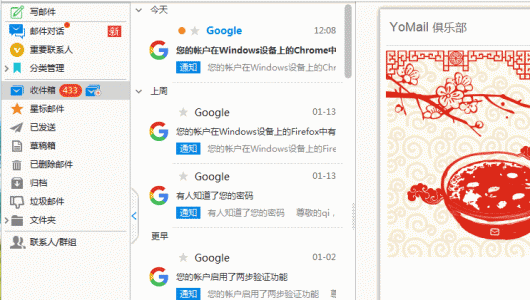 写邮件
邮件对话
新
重要联系人
分类管理
收件箱 433
星标邮件
已发送
草稿箱
已删除邮件
归档
垃圾邮件
文件夹
联系人/群组
今天
Google 12:08
您的帐户在Windows设备上的Chrome中
通知 您的帐户在Windows设备上的Chr
上周
Google 01-13
您的帐户在Windows设备上的Firefox中有
通知 您的帐户在Windows设备上的Fire
Google 01-13
有人知道了您的密码
通知 有人知道了您的密码 尊敬的qi，
更早
Google 01-02
您的帐户启用了两步验证功能
通知 您的帐户启用了两步验证功能
YoMail 俱乐部